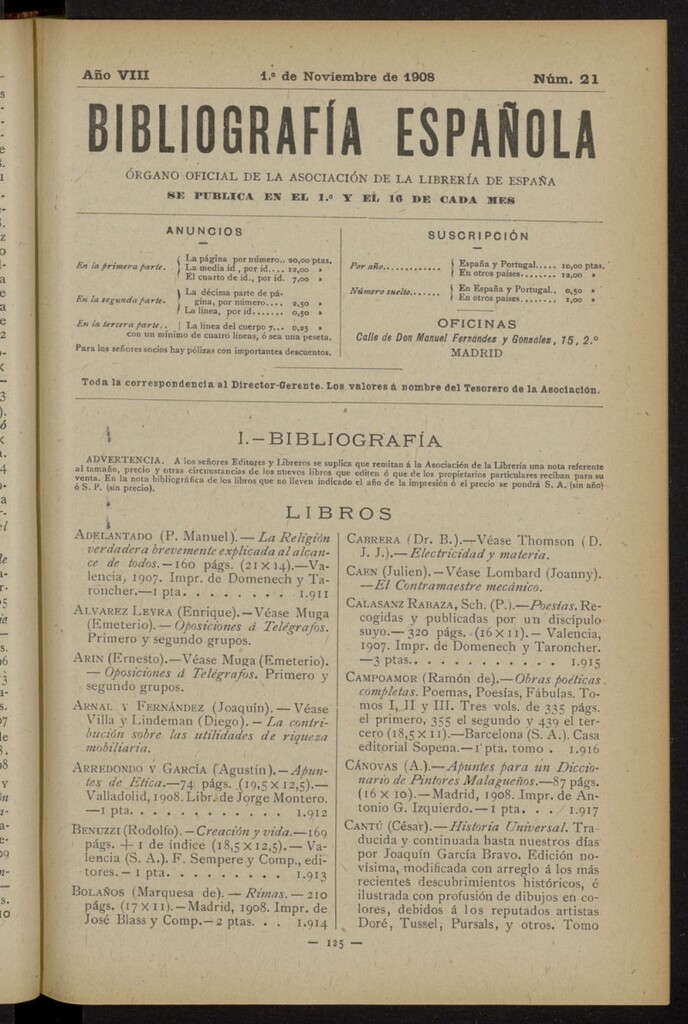 Año VIII
1.º de Noviembre de 1908
Núm. 21
BIBLIOGRAFÍA ESPAÑOLA
ÓRGANO OFICIAL DE LA ASOCIACIÓN DE LA LIBRERÍA DE ESPAÑA
SE PUBLICA EN EL 1.º Y EL 16 DE CADA MES
ANUNCIOS
En la primera parte.
La página por número.. 20,00 ptas.
La media id , por id.... 12,00 »
El cuarto de id., por id. 7,00 »
En la segunda parte.
La décima parte de pá-
gina, por número.... 2,50 »
La línea, por id...... 0,50 »
En la tercera parte.. La línea del cuerpo 7... 0,25 »
con un mínimo de cuatro líneas, ó sea una peseta.
Para los señores socios hay pólizas con importantes descuentos.
SUSCRIPCIÓN
Por año.............
España y Portugal..... 10,00 ptas.
En otros países....... 12,00 »
Número suelto.......
En España y Portugal.. 0,50 »
En otros países....... 1,00 »
OFICINAS
Calle de Don Manuel Fernández y González, 15, 2.º
MADRID
Toda la correspondencia al Director-Gerente. Los valores á nombre del Tesorero de la Asociación.
I.–BIBLIOGRAFÍA
ADVERTENCIA. A los señores Editores y Libreros se suplica que remitan á la Asociación de la Librería una nota referente
al tamaño, precio y otras circunstancias de los nuevos libros que editen ó que de los propietarios particulares reciban para su
venta. En la nota bibliográfica de los libros que no lleven indicado el año de la impresión ó el precio se pondrá S. A. (sin año)
ó S. P. (sin precio).
LIBROS
ADELANTADO (P. Manuel).—La Religión
verdadera brevemente explicada al alcan-
ce de todos.—160 págs. (21 × 14).—Va-
lencia, 1907. Impr. de Domenech y Ta-
roncher.—1 pta. . . . . . . . 1.911
ALVAREZ LEYRA (Enrique).—Véase Muga
(Emeterio).—Oposiciones á Telégrafos.
Primero y segundo grupos.
ARIN (Ernesto).—Véase Muga (Emeterio).
— Oposiciones á Telégrafos. Primero y
segundo grupos.
ARNAL Y FERNÁNDEZ (Joaquín).— Véase
Villa y Lindeman (Diego).—La contri-
bución sobre las utilidades de riqueza
mobiliaria.
ARREDONDO Y GARCÍA (Agustín).—Apun-
tes de Etica.—74 págs. (19,5 × 12,5).—
Valladolid, 1908. Libr. de Jorge Montero.
—1 pta. . . . . . . . . . . . 1.912
BENUZZI (Rodolfo).—Creación y vida.—169
págs. + 1 de índice (18,5 × 12,5).— Va-
lencia (S. A.). F. Sempere y Comp., edi-
tores.— 1 pta. . . . . . . . . 1.913
BOLAÑOS (Marquesa de).— Rimas.— 210
págs. (17 × 11).—Madrid, 1908. Impr. de
José Blass y Comp.—2 ptas. . . 1.914
CABRERA (Dr. B.).—Véase Thomson (D.
J. J.).—Electricidad y materia.
CAEN (Julien).—Véase Lombard (Joanny).
—El Contramaestre mecánico.
CALASANZ RABAZA, Sch. (P.).—Poesías. Re-
cogidas y publicadas por un discípulo
suyo.— 320 págs. (16 × 11).— Valencia,
1907. Impr. de Domenech y Taroncher.
—3 ptas. . . . . . . . . . . 1.915
CAMPOAMOR (Ramón de).—Obras poéticas
completas. Poemas, Poesías, Fábulas. To-
mos I, II y III. Tres vols. de 335 págs.
el primero, 355 el segundo y 439 el ter-
cero (18,5 × 11).—Barcelona (S. A.). Casa
editorial Sopena.—1 pta. tomo . 1.916
CÁNOVAS (A.).—Apuntes para un Diccio-
nario de Pintores Malagueños.—87 págs.
(16 × 10).—Madrid, 1908. Impr. de An-
tonio G. Izquierdo.—1 pta. . . . 1.917
CANTÚ (César).—Historia Universal. Tra-
ducida y continuada hasta nuestros días
por Joaquín García Bravo. Edición no-
vísima, modificada con arreglo á los más
recientes descubrimientos históricos, é
ilustrada con profusión de dibujos en co-
lores, debidos á los reputados artistas
Doré, Tussel, Pursals, y otros. Tomo
— 125 —